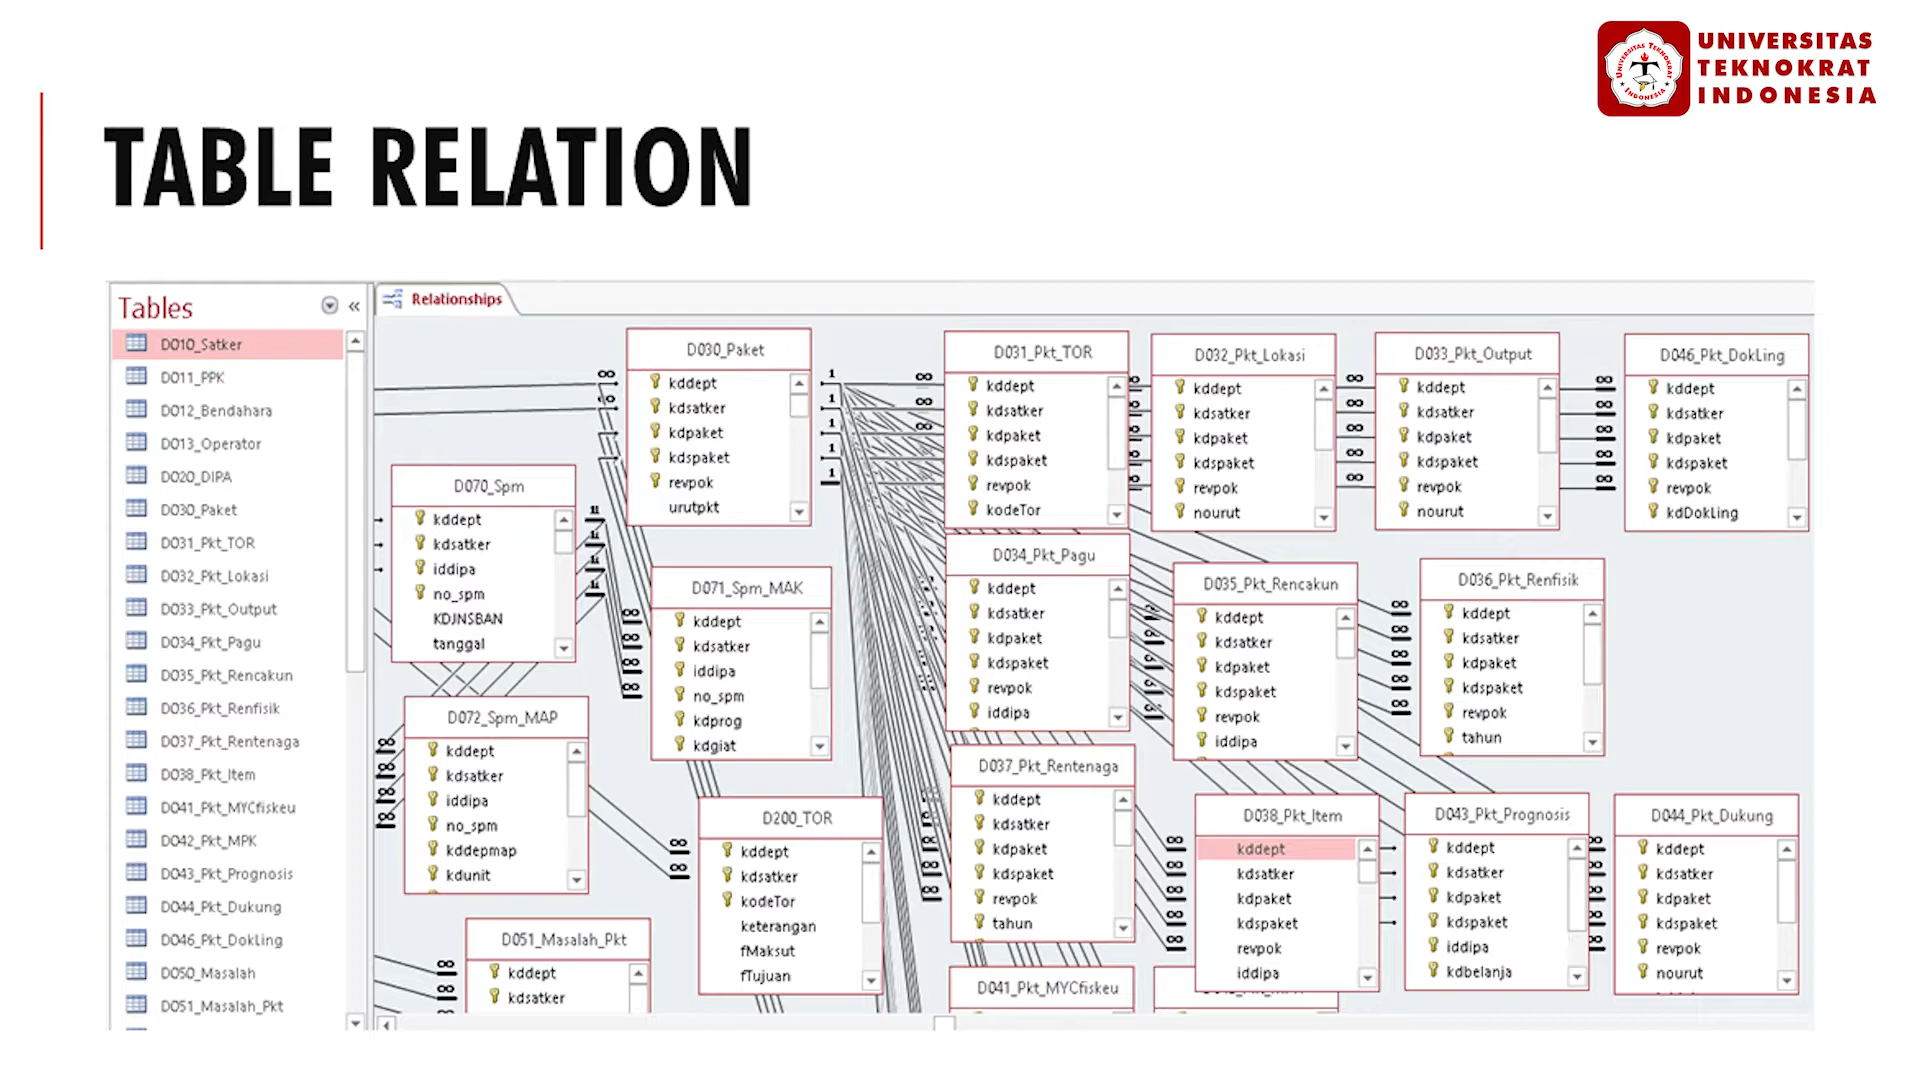 UNIVERSITAS
TEKNOKRAT
INDONESIA
UNIVERSITAS TEKNOKRAT
INDONESIA
TABLE RELATION
Tables
«
D010_Satker
D011_PPK
D012_Bendahara
D013_Operator
D020_DIPA
D030_Paket
D031_Pkt_TOR
D032_Pkt_Lokasi
D033_Pkt_Output
D034_Pkt_Pagu
D035_Pkt_Rencakun
D036_Pkt_Renfisik
D037_Pkt_Rentenaga
D038_Pkt_Item
D041_Pkt_MYCfiskeu
D042_Pkt_MPK
D043_Pkt_Prognosis
D044_Pkt_Dukung
D046_Pkt_DokLing
D050_Masalah
D051_Masalah_Pkt
Relationships
D030_Paket
kddept
kdsatker
kdpaket
kdspaket
revpok
urutpkt
D031_Pkt_TOR
kddept
kdsatker
kdpaket
kdspaket
revpok
kodeTor
D032_Pkt_Lokasi
kddept
kdsatker
kdpaket
kdspaket
revpok
nourut
D033_Pkt_Output
kddept
kdsatker
kdpaket
kdspaket
revpok
nourut
D046_Pkt_DokLing
kddept
kdsatker
kdpaket
kdspaket
revpok
kdDokLing
D070_Spm
kddept
kdsatker
iddipa
no_spm
KDJNSBAN
tanggal
D071_Spm_MAK
kddept
kdsatker
iddipa
no_spm
kdprog
kdgiat
D034_Pkt_Pagu
kddept
kdsatker
kdpaket
kdspaket
revpok
iddipa
D035_Pkt_Rencakun
kddept
kdsatker
kdpaket
kdspaket
revpok
iddipa
D036_Pkt_Renfisik
kddept
kdsatker
kdpaket
kdspaket
revpok
tahun
D072_Spm_MAP
kddept
kdsatker
iddipa
no_spm
kddepmap
kdunit
D200_TOR
kddept
kdsatker
kodeTor
keterangan
fMaksut
fTujuan
D037_Pkt_Rentenaga
kddept
kdsatker
kdpaket
kdspaket
revpok
tahun
D038_Pkt_Item
kddept
kdsatker
kdpaket
kdspaket
revpok
iddipa
D043_Pkt_Prognosis
kddept
kdsatker
kdpaket
kdspaket
iddipa
kdbelanja
D044_Pkt_Dukung
kddept
kdsatker
kdpaket
kdspaket
revpok
nourut
D051_Masalah_Pkt
kddept
kdsatker
D041_Pkt_MYCfiskeu